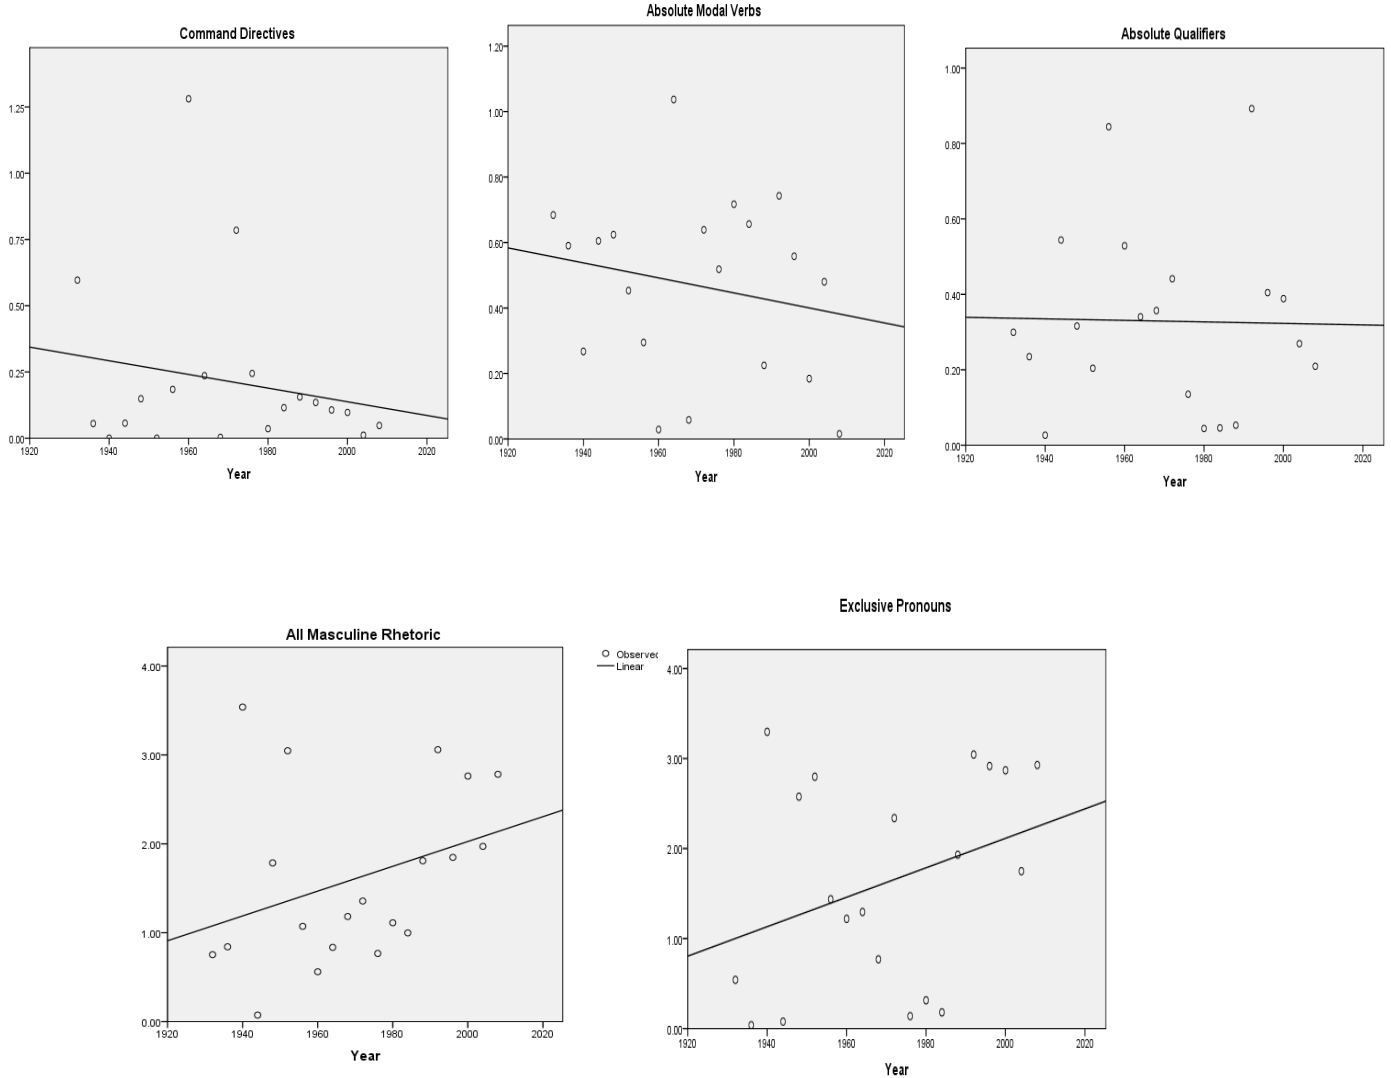 Command Directives
1.25
1.00
0.75
0.50
0.25
0.00
1920 1940 1960 1980 2000 2020
Year
Absolute Modal Verbs
1.20
1.00
0.80
0.60
0.40
0.20
0.00
1920 1940 1960 1980 2000 2020
Year
Absolute Qualifiers
1.00
0.80
0.60
0.40
0.20
0.00
1920 1940 1960 1980 2000 2020
Year
All Masculine Rhetoric
4.00
3.00
2.00
1.00
0.00
1920 1940 1960 1980 2000 2020
Year
Observec
Linear
Exclusive Pronouns
4.00
3.00
2.00
1.00
0.00
1920 1940 1960 1980 2000 2020
Year